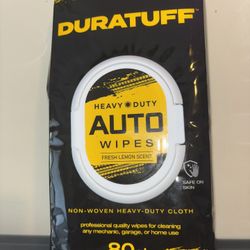 DURATUFF™
HEAVY DUTY
AUTO
WIPES
FRESH LEMON SCENT
SAFE ON
SKIN
NON-WOVEN HEAVY-DUTY CLOTH
professional quality wipes for cleaning
any mechanic, garage, or home use
80